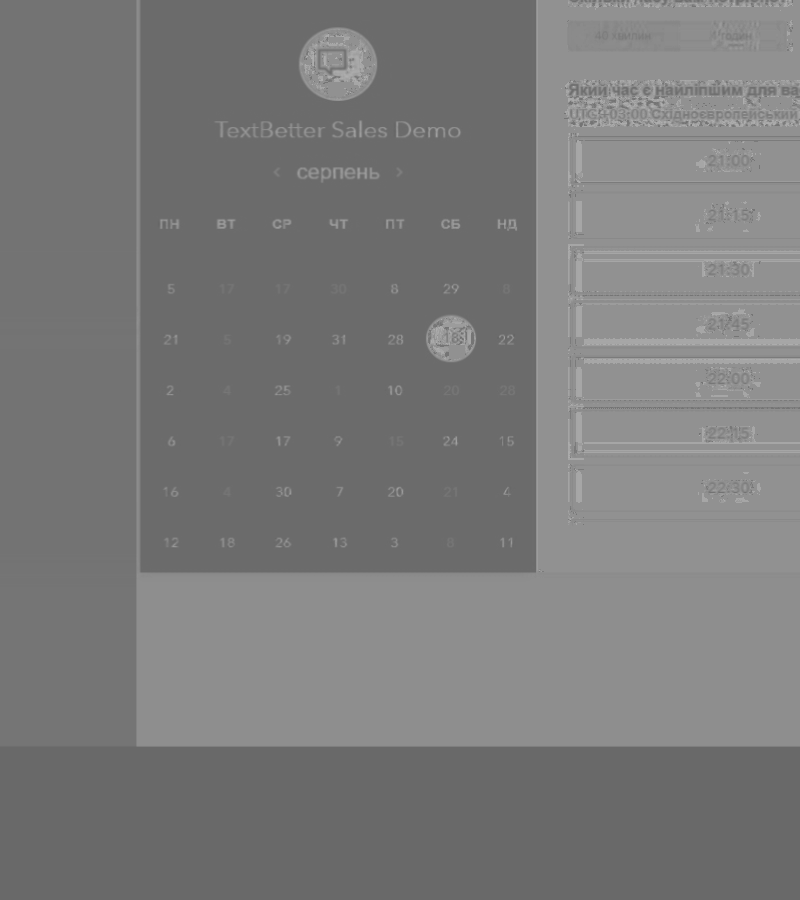 TextBetter Sales Demo
‹ серпень ›
ПН ВТ СР ЧТ ПТ СБ НД
5 17 17 30 8 29 8
21 5 19 31 28 22
2 4 25 1 10 20 28
6 17 17 9 15 24 15
16 4 30 7 20 21 4
12 18 26 13 3 8 11
40 хвилин 1 годин
Який час є найліпшим для ва
UTC+03:00 Східноєвропейський
21:00
21:15
21:30
21:45
22:00
22:15
22:30